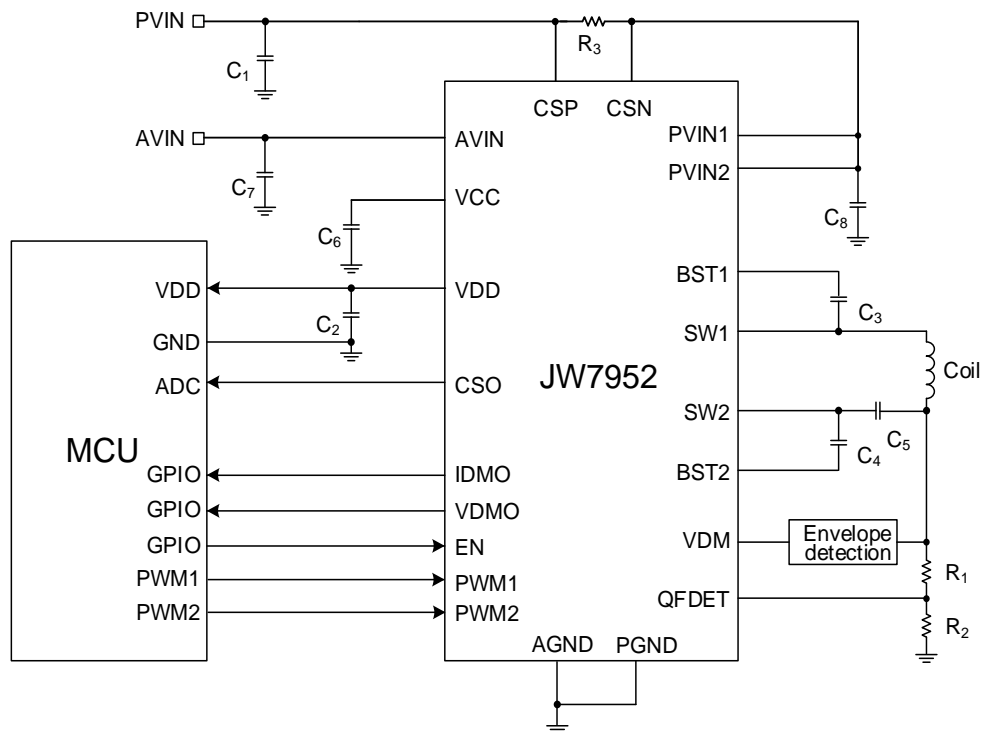 PVIN
R3
C1
CSP CSN
AVIN
AVIN
PVIN1
C7
PVIN2
VCC
C8
C6
BST1
VDD
VDD
C3
C2
SW1
GND
Coil
JW7952
ADC
CSO
SW2
C5
MCU
C4
GPIO
IDMO
BST2
GPIO
VDMO
Envelope
detection
VDM
GPIO
EN
R1
PWM1
PWM1
QFDET
PWM2
PWM2
R2
AGND PGND